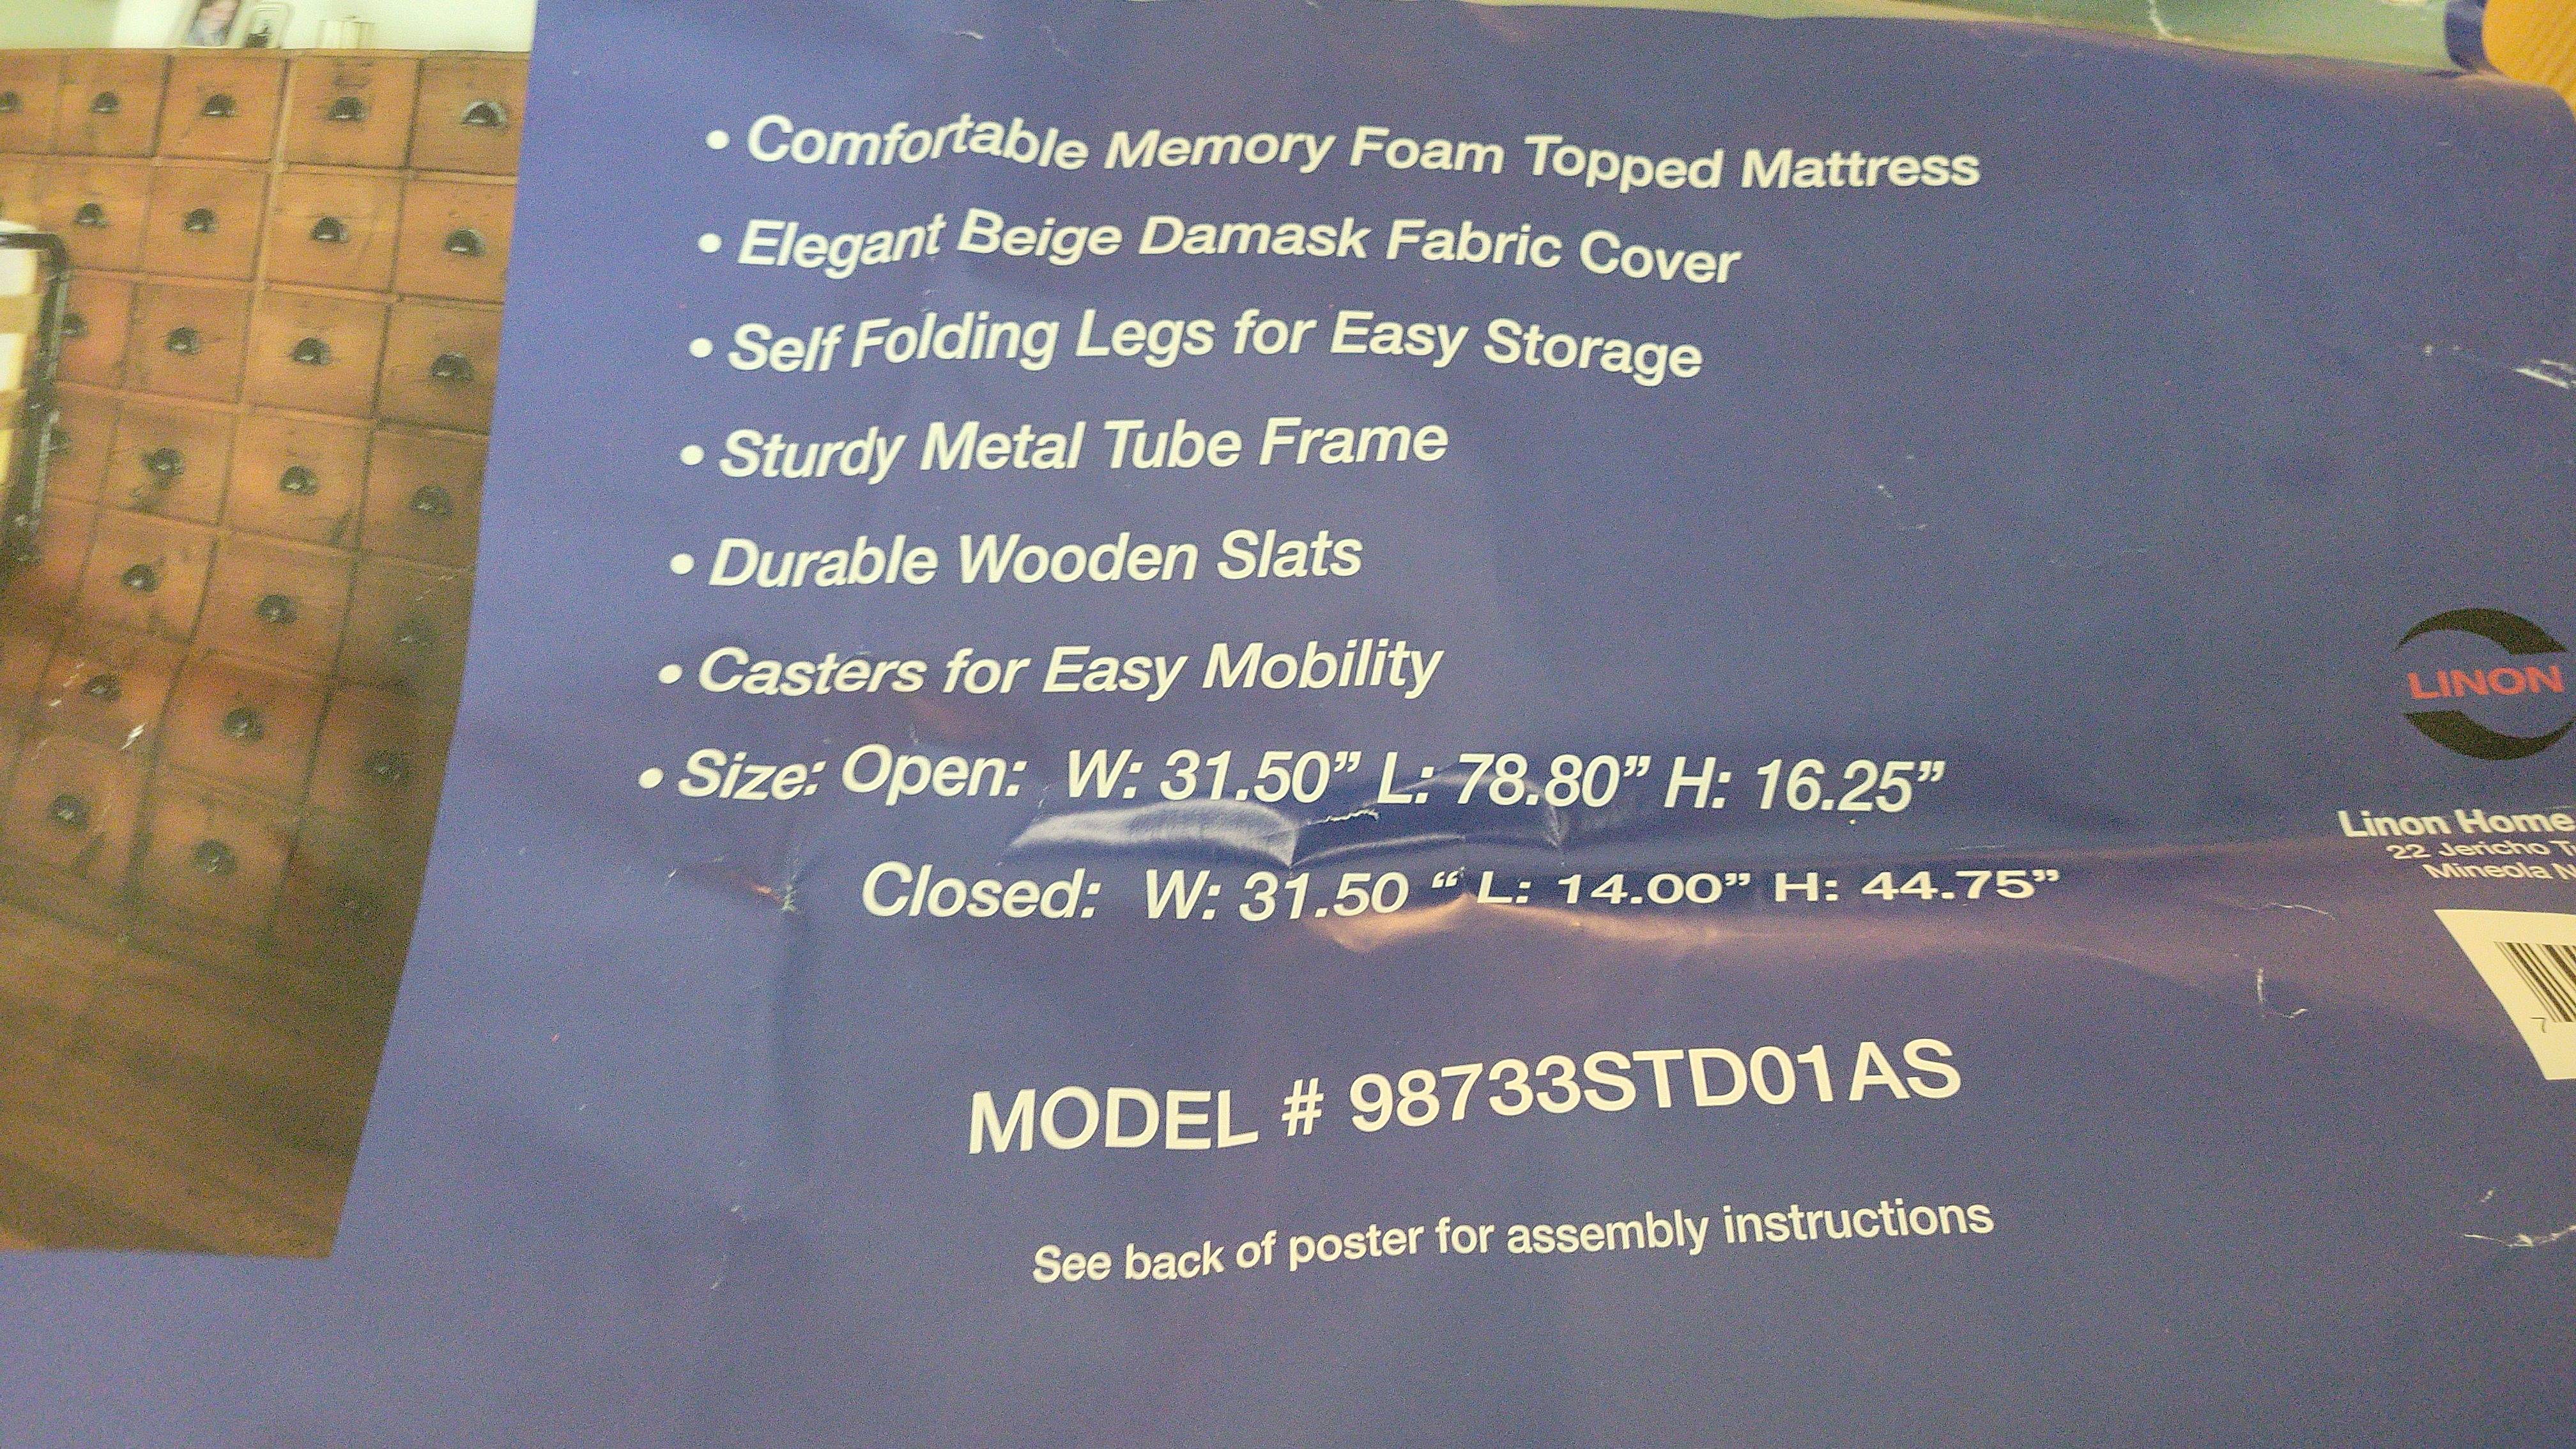 • Comfortable Memory Foam Topped Mattress
• Elegant Beige Damask Fabric Cover
• Self Folding Legs for Easy Storage
• Sturdy Metal Tube Frame
• Durable Wooden Slats
• Casters for Easy Mobility
• Size: Open: W: 31.50” L: 78.80” H: 16.25”
Closed: W: 31.50 “ L: 14.00” H: 44.75”
MODEL # 98733STD01AS
See back of poster for assembly instructions
LINON
Linon Home
22 Jericho
Mineola
7